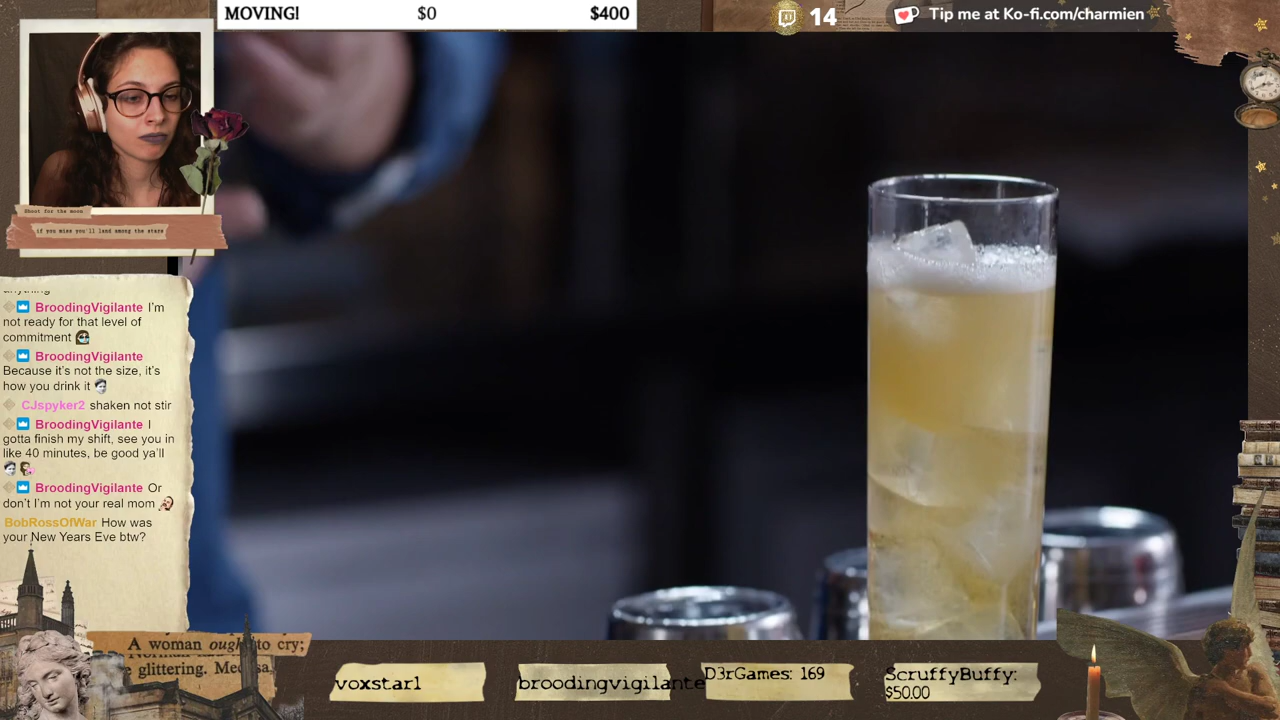 MOVING! $0 $400
14
Tip me at Ko-fi.com/charmien
Shoot for the moon
if you miss you'll land among the stars
anything
BroodingVigilante I'm
not ready for that level of
commitment
BroodingVigilante
Because it's not the size, it's
how you drink it
CJspyker2 shaken not stir
BroodingVigilante I
gotta finish my shift, see you in
like 40 minutes, be good ya'll
BroodingVigilante Or
don't I'm not your real mom
BobRossOfWar How was
your New Years Eve btw?
A woman ought to cry;
glittering. Medusa,
voxstarl
broodingvigilante
D3rGames: 169
ScruffyBuffy:
$50.00